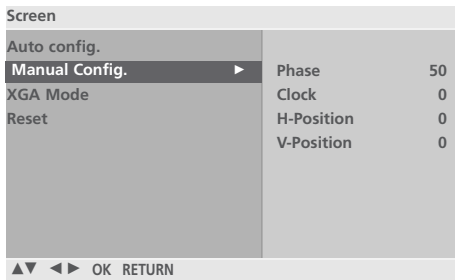 Screen
Auto config.
Manual Config. ►
XGA Mode
Reset
Phase 50
Clock 0
H-Position 0
V-Position 0
▲▼ ◄► OK RETURN